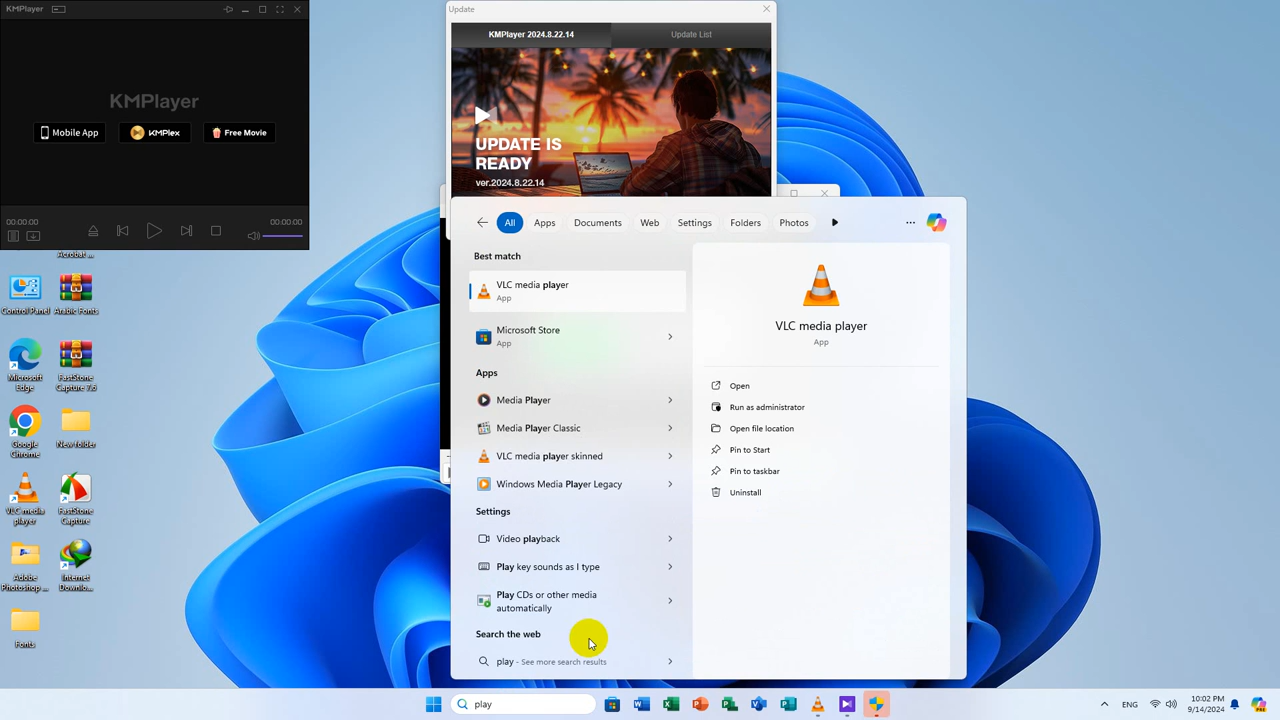 KMPlayer
KMPlayer
Mobile App
KMPlex
Free Movie
00:00:00
00:00:00
Update
KMPlayer 2024.8.22.14
Update List
UPDATE IS
READY
ver.2024.8.22.14
All
Apps
Documents
Web
Settings
Folders
Photos
Best match
VLC media player
App
Microsoft Store
App
Apps
Media Player
Media Player Classic
VLC media player skinned
Windows Media Player Legacy
Settings
Video playback
Play key sounds as I type
Play CDs or other media
automatically
Search the web
play - See more search results
VLC media player
App
Open
Run as administrator
Open file location
Pin to Start
Pin to taskbar
Uninstall
Acrobat ...
Control Panel
Arabic Fonts
Microsoft
Edge
FastStone
Capture 7.6
Google
Chrome
New folder
VLC media
player
FastStone
Capture
Adobe
Photoshop ...
Internet
Downlo...
Fonts
play
ENG
10:02 PM
9/14/2024